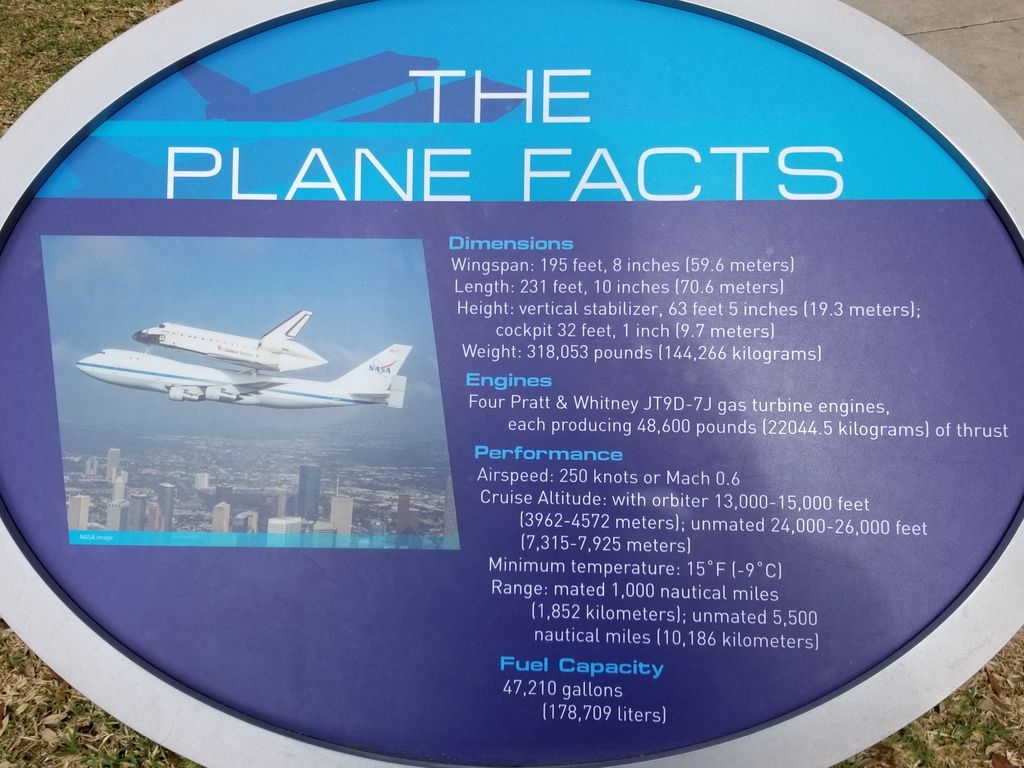 THE
PLANE FACTS
Dimensions
Wingspan: 195 feet, 8 inches (59.6 meters)
Length: 231 feet, 10 inches (70.6 meters)
Height: vertical stabilizer, 63 feet 5 inches (19.3 meters);
cockpit 32 feet, 1 inch (9.7 meters)
Weight: 318,053 pounds (144,266 kilograms)
Engines
Four Pratt & Whitney JT9D-7J gas turbine engines,
each producing 48,600 pounds (22044.5 kilograms) of thrust
Performance
Airspeed: 250 knots or Mach 0.6
Cruise Altitude: with orbiter 13,000-15,000 feet
(3962-4572 meters); unmated 24,000-26,000 feet
(7,315-7,925 meters)
Minimum temperature: 15°F (-9°C)
Range: mated 1,000 nautical miles
(1,852 kilometers); unmated 5,500
nautical miles (10,186 kilometers)
Fuel Capacity
47,210 gallons
(178,709 liters)
NASA
NASA image